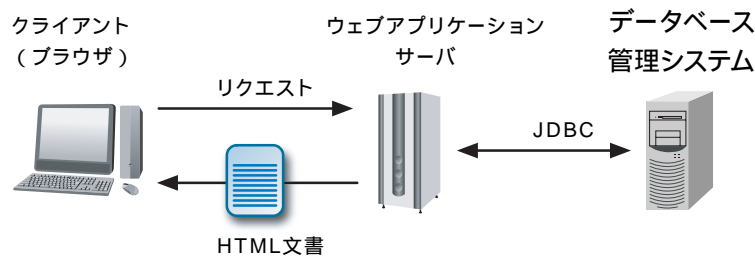 クライアント
(ブラウザ)
ウェブアプリケーション
サーバ
データベース
管理システム
リクエスト
JDBC
HTML文書